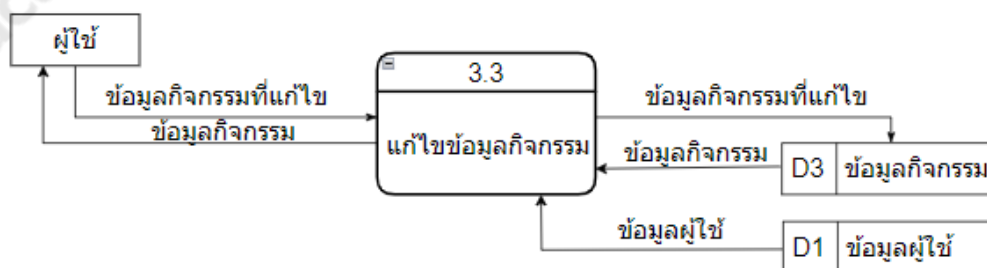 ผู้ใช้
3.3
ข้อมูลกิจกรรมที่แก้ไข
ข้อมูลกิจกรรมที่แก้ไข
ข้อมูลกิจกรรม
แก้ไขข้อมูลกิจกรรม
ข้อมูลกิจกรรม
D3 ข้อมูลกิจกรรม
ข้อมูลผู้ใช้
D1 ข้อมูลผู้ใช้